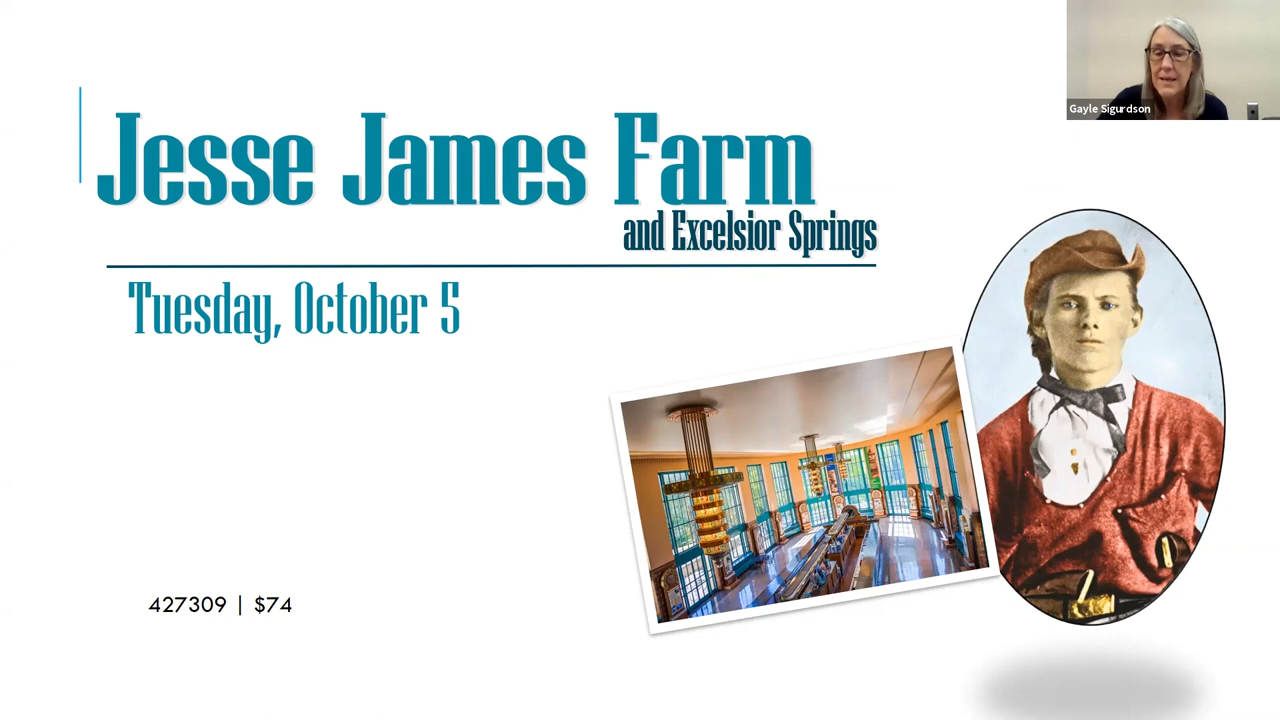 Gayle Sigurdson
Jesse James Farm
and Excelsior Springs
Tuesday, October 5
427309 | $74